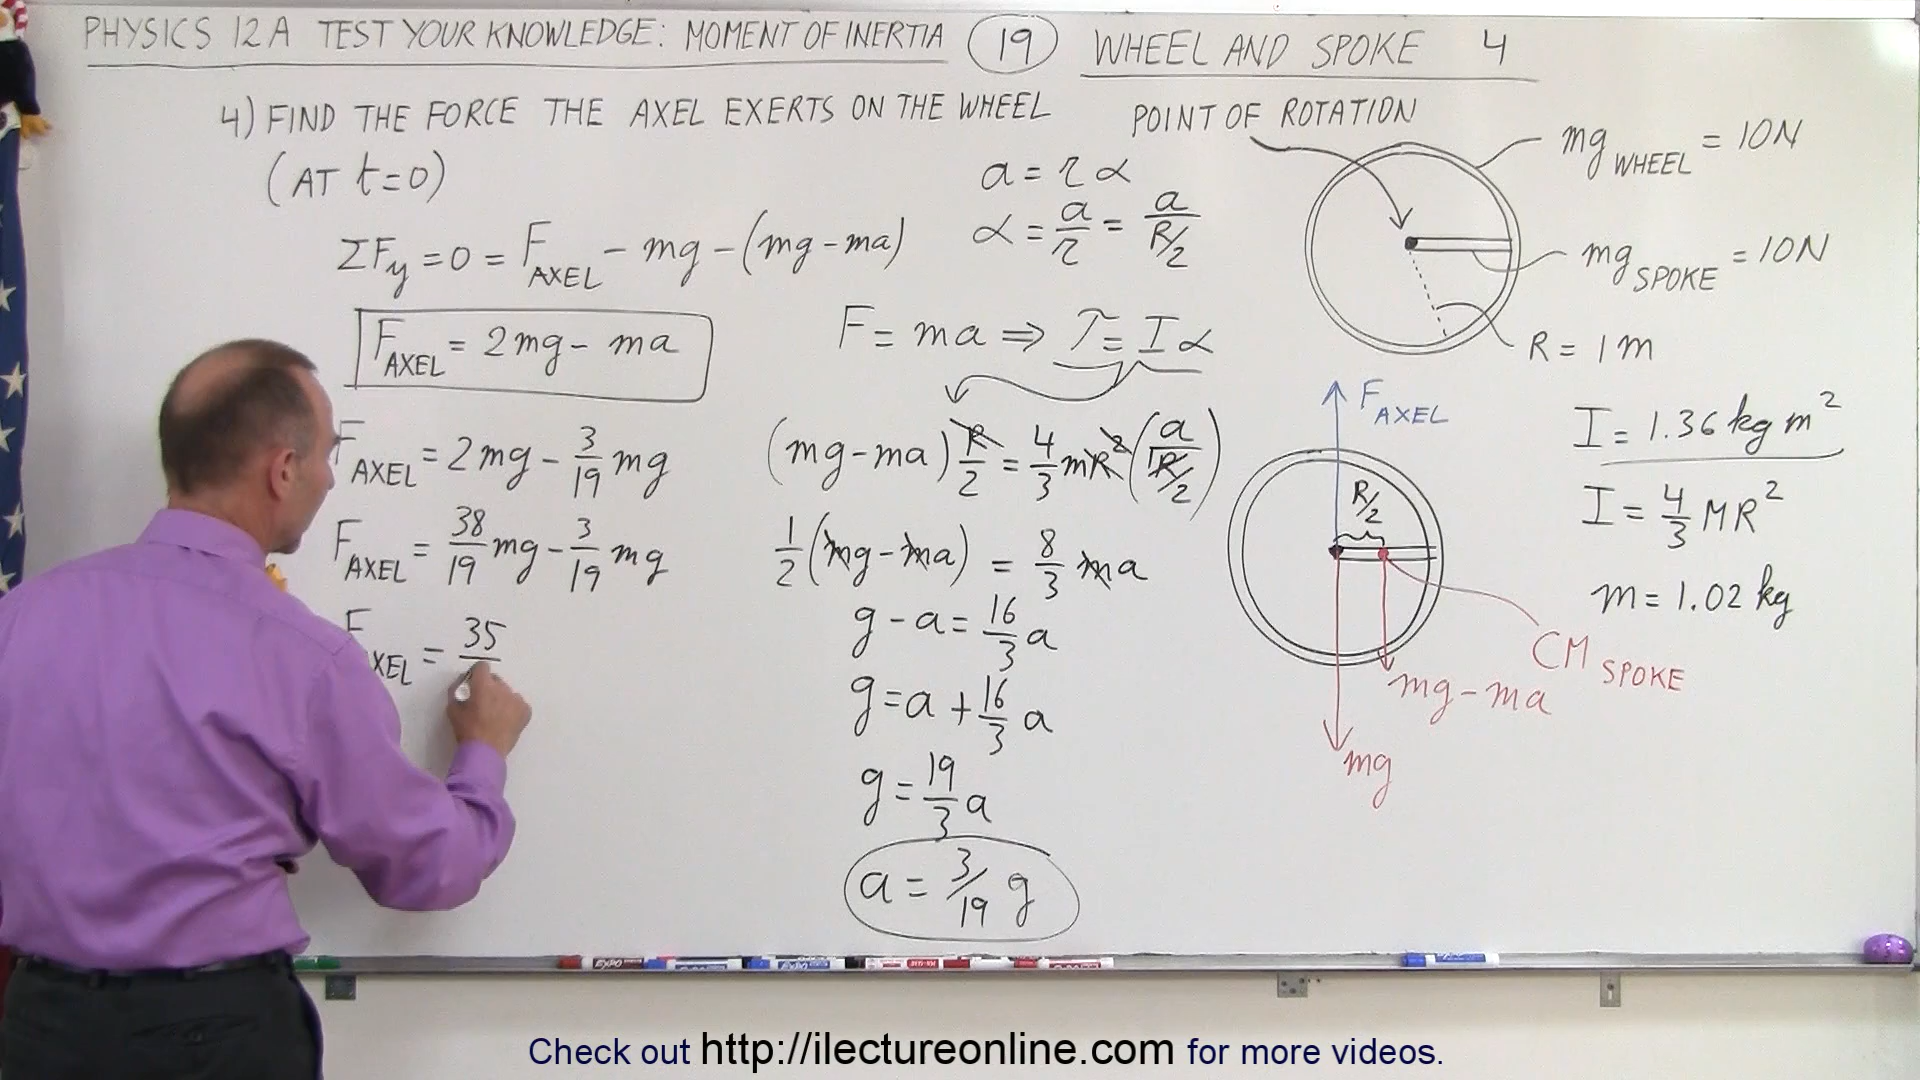 PHYSICS 12A TEST YOUR KNOWLEDGE: MOMENT OF INERTIA 19 WHEEL AND SPOKE 4
4) FIND THE FORCE THE AXEL EXERTS ON THE WHEEL
(AT t=0)
ΣFy = 0 = F AXEL - mg - (mg - ma)
F AXEL = 2mg - ma
F AXEL = 2mg - 3/19 mg
F AXEL = 38/19 mg - 3/19 mg
F AXEL = 35
a = rα
α = a/r = a/(R/2)
F = ma ⇒ τ = Iα
(mg - ma) R/2 = 4/3 mR² (a/(R/2))
1/2 (mg - ma) = 8/3 ma
g - a = 16/3 a
g = a + 16/3 a
g = 19/3 a
a = 3/19 g
POINT OF ROTATION
mg WHEEL = 10N
mg SPOKE = 10N
R = 1m
F AXEL
R/2
CM SPOKE
mg - ma
mg
I = 1.36 kg m²
I = 4/3 MR²
m = 1.02 kg
EXPO
Check out http://ilectureonline.com for more videos.